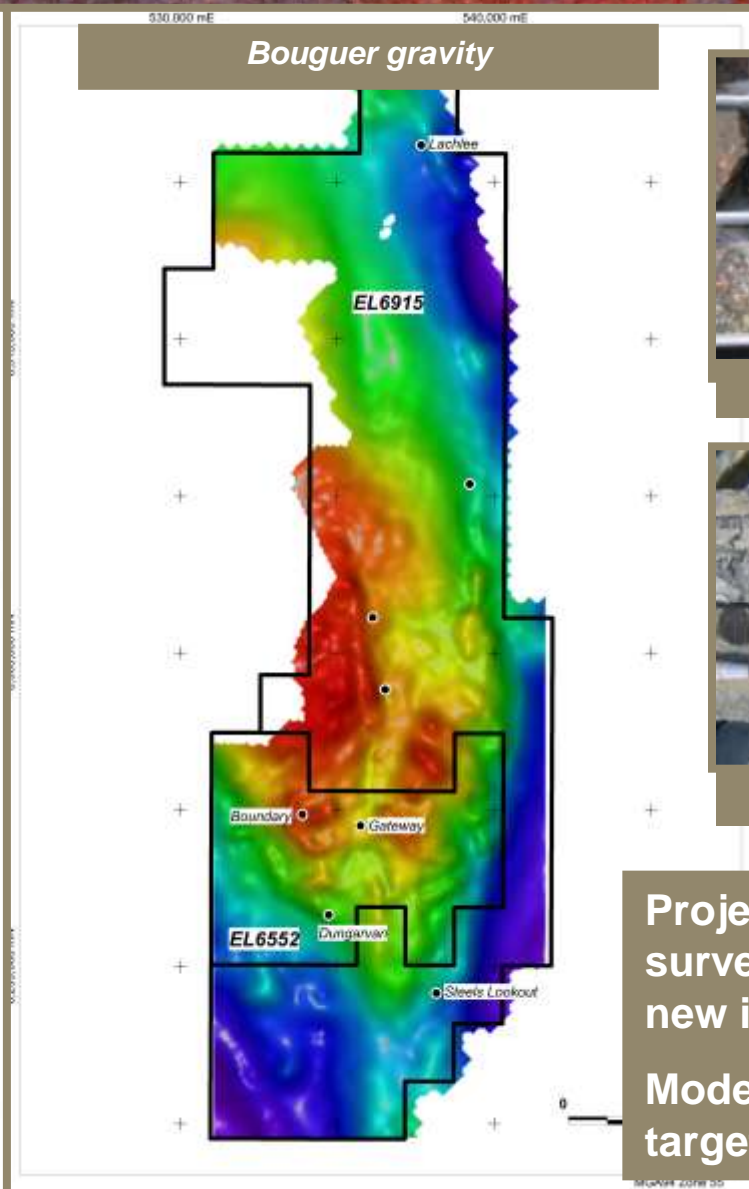 530,000 mE 540,000 mE
Bouguer gravity
Lachlee
EL6915
Boundary
Gateway
Dungarvan
EL6552
Steels Lookout
Proje
surve
new i
Mode
targe
0
MGA94 Zone 55